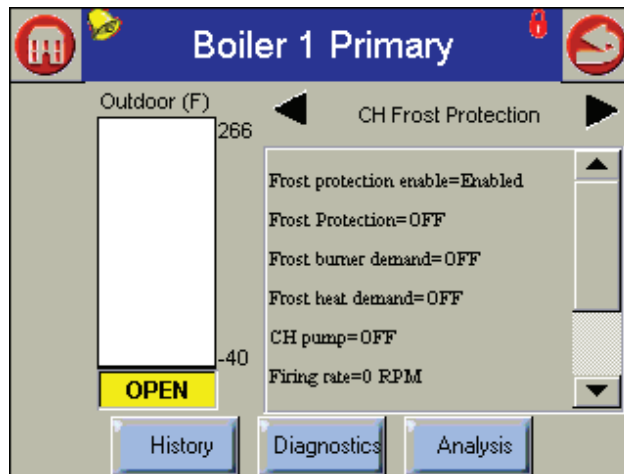 Boiler 1 Primary
Outdoor (F)
CH Frost Protection
266
Frost protection enable=Enabled
Frost Protection=OFF
Frost burner demand=OFF
Frost heat demand=OFF
CH pump=OFF
-40
Firing rate=0 RPM
OPEN
History
Diagnostics
Analysis